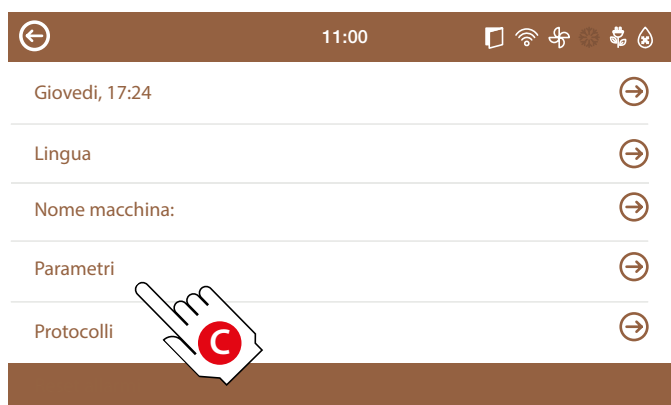 11:00
Giovedi, 17:24
Lingua
Nome macchina:
Parametri
Protocolli
C